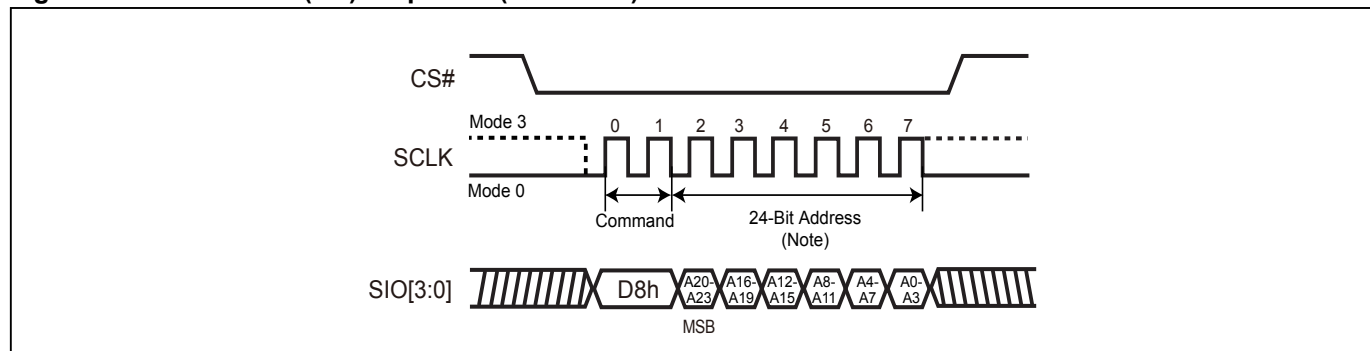 CS#
Mode 3
0 1 2 3 4 5 6 7
SCLK
Mode 0
Command
24-Bit Address
(Note)
SIO[3:0]
D8h
A20-
A23
A16-
A19
A12-
A15
A8-
A11
A4-
A7
A0-
A3
MSB